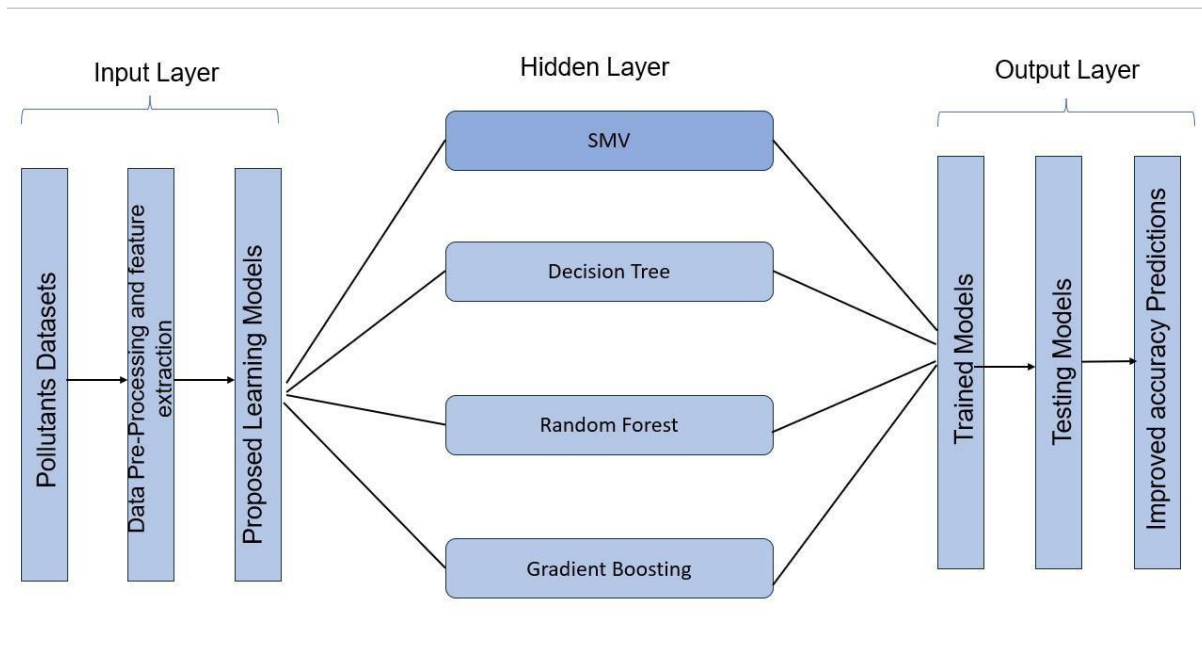 Input Layer
Hidden Layer
Output Layer
Pollutants Datasets
Data Pre-Processing and feature
extraction
Proposed Learning Models
SMV
Decision Tree
Random Forest
Gradient Boosting
Trained Models
Testing Models
Improved accuracy Predictions